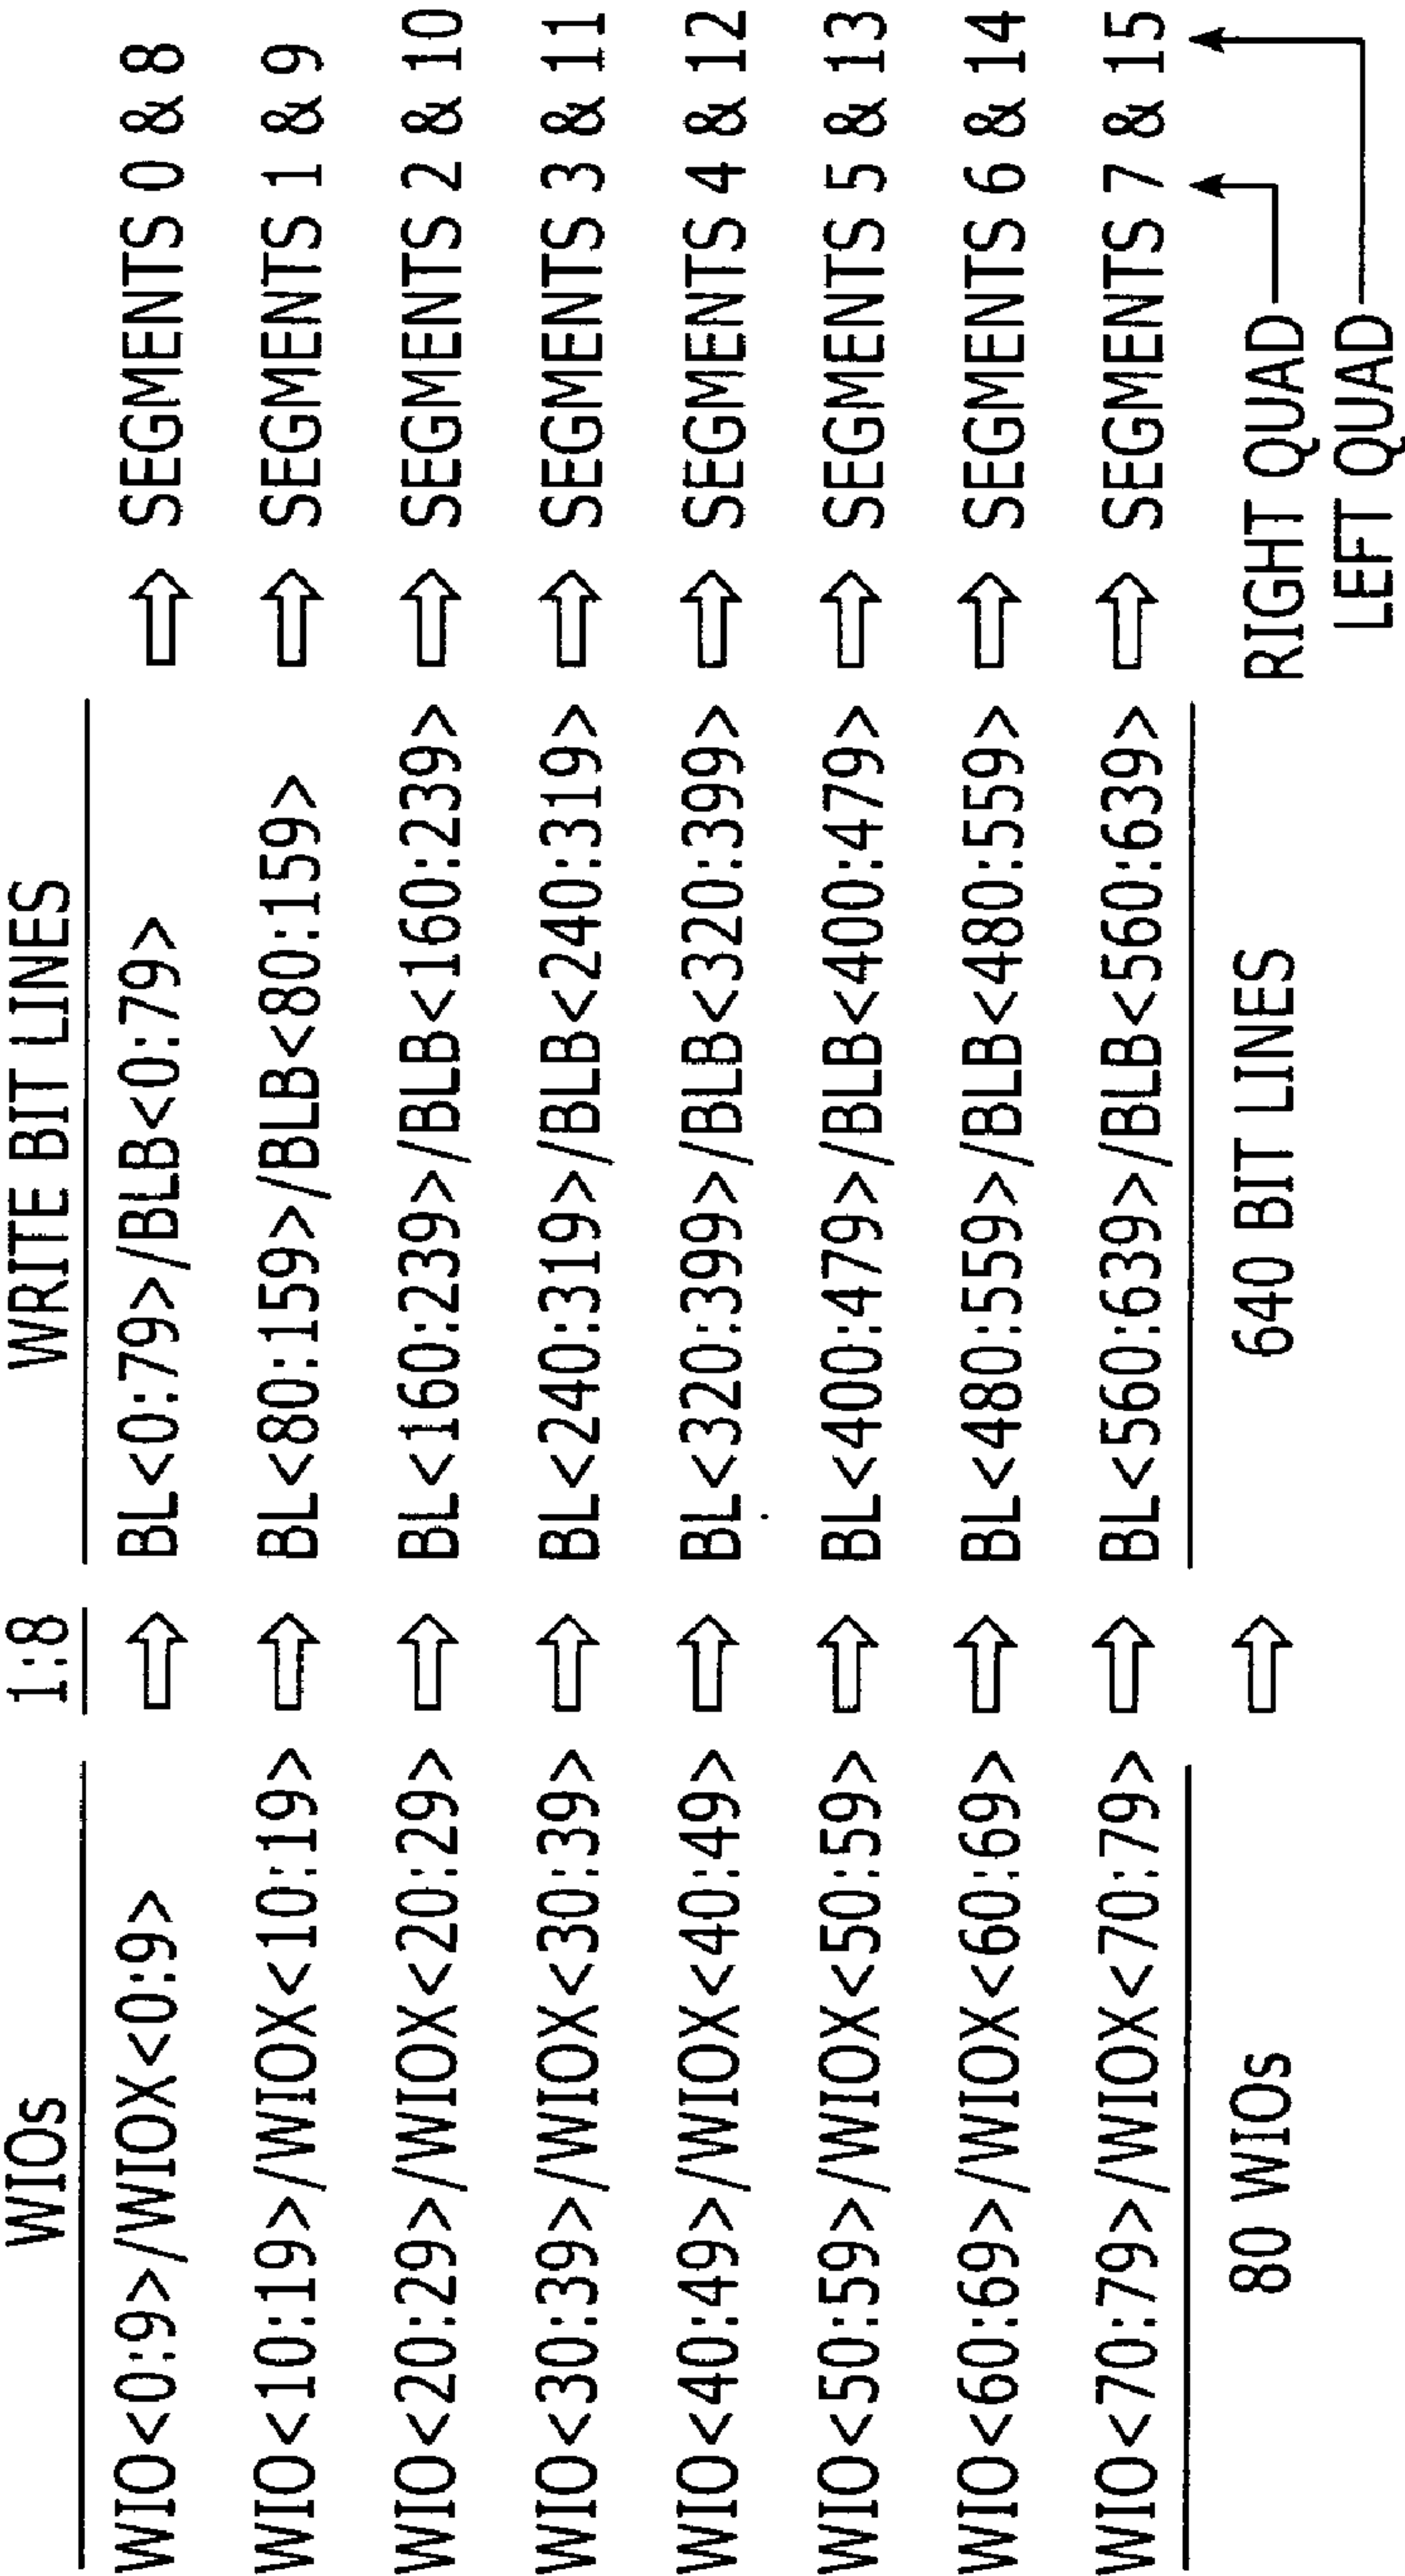 WIOs 1:8 WRITE BIT LINES
WIO<0:9>/WIOX<0:9> ⇨ BL<0:79>/BLB<0:79> ⇨ SEGMENTS 0 & 8
WIO<10:19>/WIOX<10:19> ⇨ BL<80:159>/BLB<80:159> ⇨ SEGMENTS 1 & 9
WIO<20:29>/WIOX<20:29> ⇨ BL<160:239>/BLB<160:239> ⇨ SEGMENTS 2 & 10
WIO<30:39>/WIOX<30:39> ⇨ BL<240:319>/BLB<240:319> ⇨ SEGMENTS 3 & 11
WIO<40:49>/WIOX<40:49> ⇨ BL<320:399>/BLB<320:399> ⇨ SEGMENTS 4 & 12
WIO<50:59>/WIOX<50:59> ⇨ BL<400:479>/BLB<400:479> ⇨ SEGMENTS 5 & 13
WIO<60:69>/WIOX<60:69> ⇨ BL<480:559>/BLB<480:559> ⇨ SEGMENTS 6 & 14
WIO<70:79>/WIOX<70:79> ⇨ BL<560:639>/BLB<560:639> ⇨ SEGMENTS 7 & 15
80 WIOs ⇨ 640 BIT LINES RIGHT QUAD
LEFT QUAD